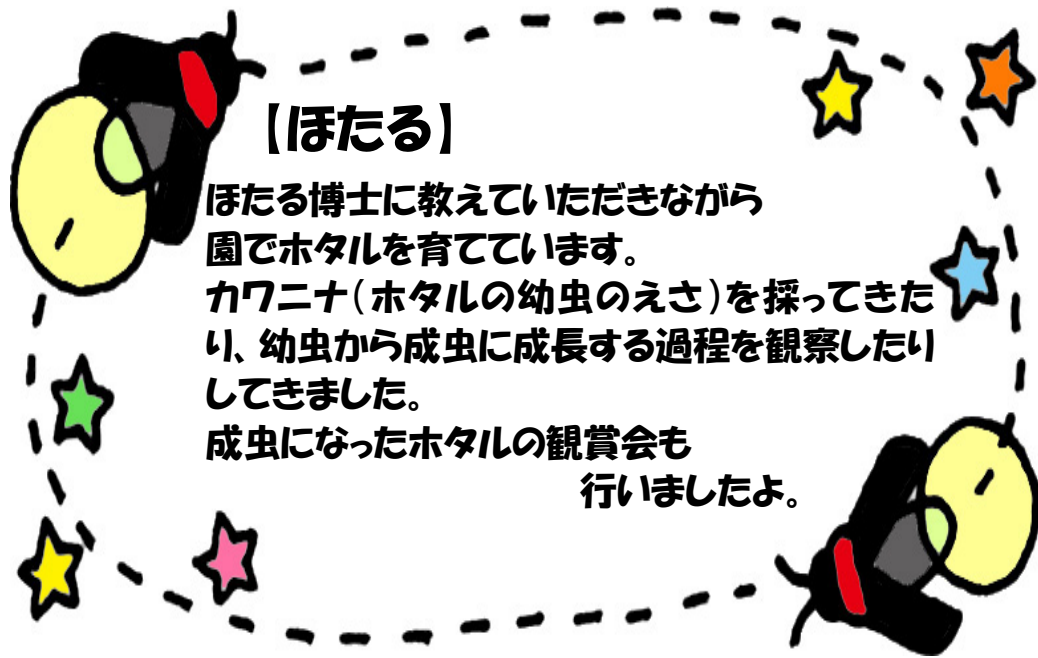 【ほたる】
ほたる博士に教えていただきながら
園でホタルを育てています。
カワニナ(ホタルの幼虫のえさ)を採ってきた
り、幼虫から成虫に成長する過程を観察したり
してきました。
成虫になったホタルの観賞会も
行いましたよ。